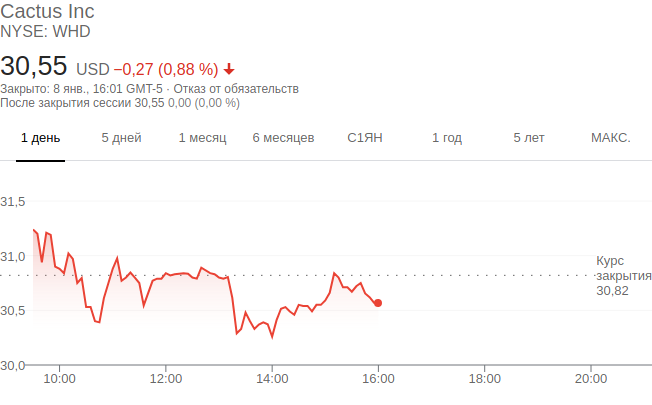 Cactus Inc
NYSE: WHD
30,55 USD −0,27 (0,88 %)
Закрыто: 8 янв., 16:01 GMT-5 · Отказ от обязательств
После закрытия сессии 30,55 0,00 (0,00 %)
1 день 5 дней 1 месяц 6 месяцев С1ЯН 1 год 5 лет МАКС.
31,5
31,0
Курс
закрытия
30,82
30,5
30,0
10:00 12:00 14:00 16:00 18:00 20:00